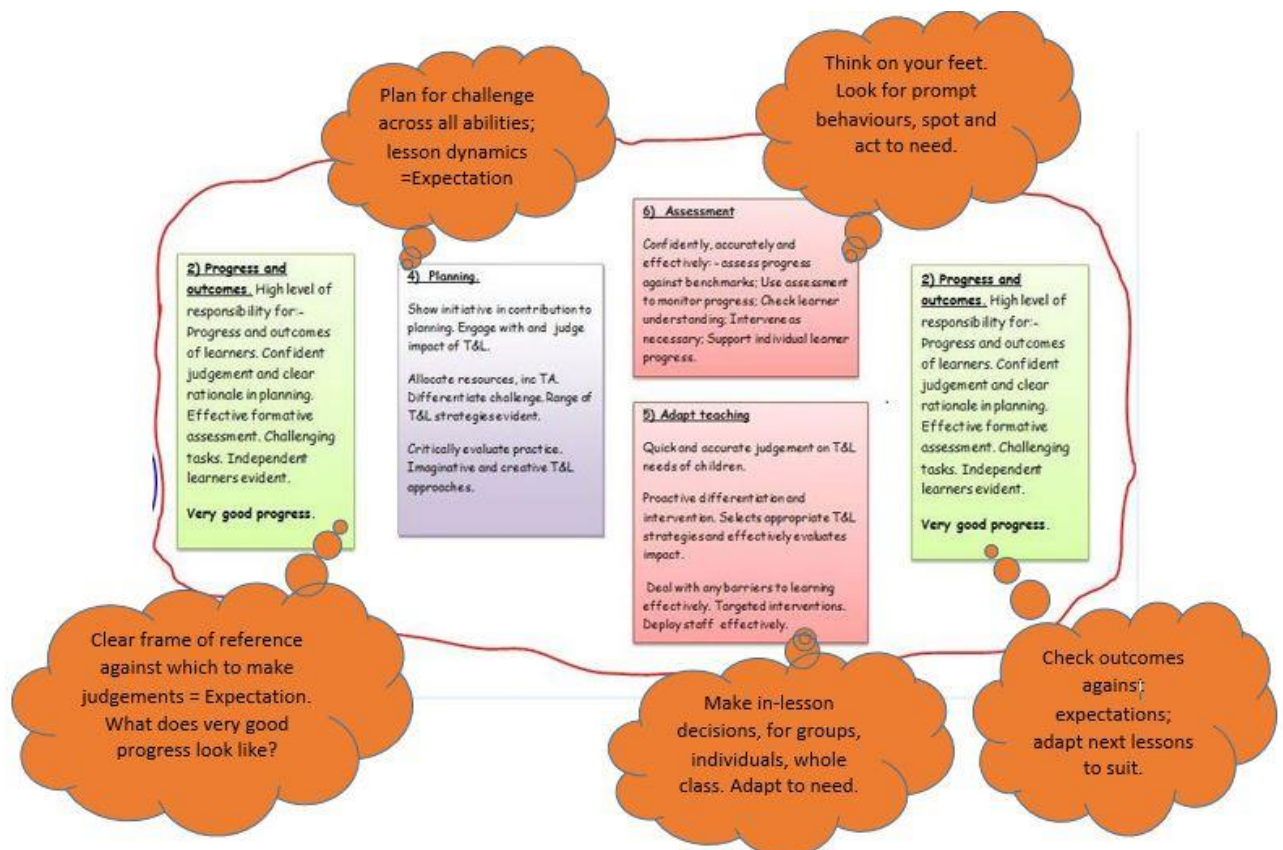 Plan for challenge
across all abilities;
lesson dynamics
=Expectation
Think on your feet.
Look for prompt
behaviours, spot and
act to need.
2) Progress and
outcomes. High level of
responsibility for:-
Progress and outcomes
of learners. Confident
judgement and clear
rationale in planning.
Effective formative
assessment. Challenging
tasks. Independent
learners evident.
Very good progress.
4) Planning.
Show initiative in contribution to
planning. Engage with and judge
impact of T&L.
Allocate resources, inc TA.
Differentiate challenge. Range of
T&L strategies evident.
Critically evaluate practice.
Imaginative and creative T&L
approaches.
6) Assessment
Confidently, accurately and
effectively: - assess progress
against benchmarks; Use assessment
to monitor progress; Check learner
understanding; Intervene as
necessary; Support individual learner
progress.
5) Adapt teaching
Quick and accurate judgement on T&L
needs of children.
Proactive differentiation and
intervention. Selects appropriate T&L
strategies and effectively evaluates
impact.
Deal with any barriers to learning
effectively. Targeted interventions.
Deploy staff effectively.
2) Progress and
outcomes. High level of
responsibility for:-
Progress and outcomes
of learners. Confident
judgement and clear
rationale in planning.
Effective formative
assessment. Challenging
tasks. Independent
learners evident.
Very good progress.
Clear frame of reference
against which to make
judgements = Expectation.
What does very good
progress look like?
Make in-lesson
decisions, for groups,
individuals, whole
class. Adapt to need.
Check outcomes
against
expectations;
adapt next lessons
to suit.